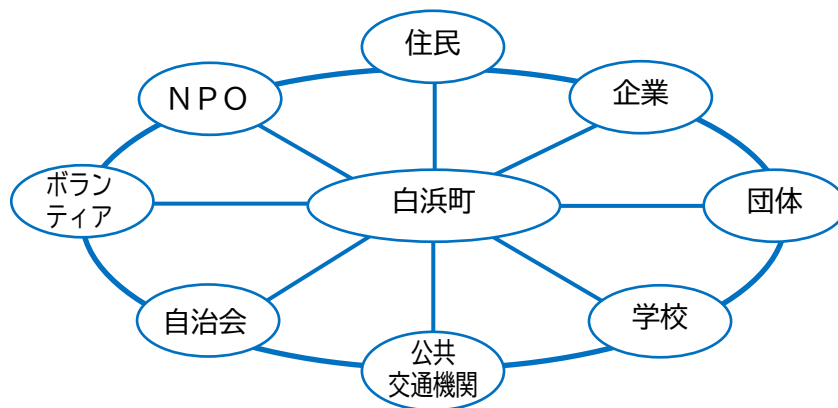 住民
ＮＰＯ
企業
ボラン
ティア
白浜町
団体
自治会
学校
公共
交通機関